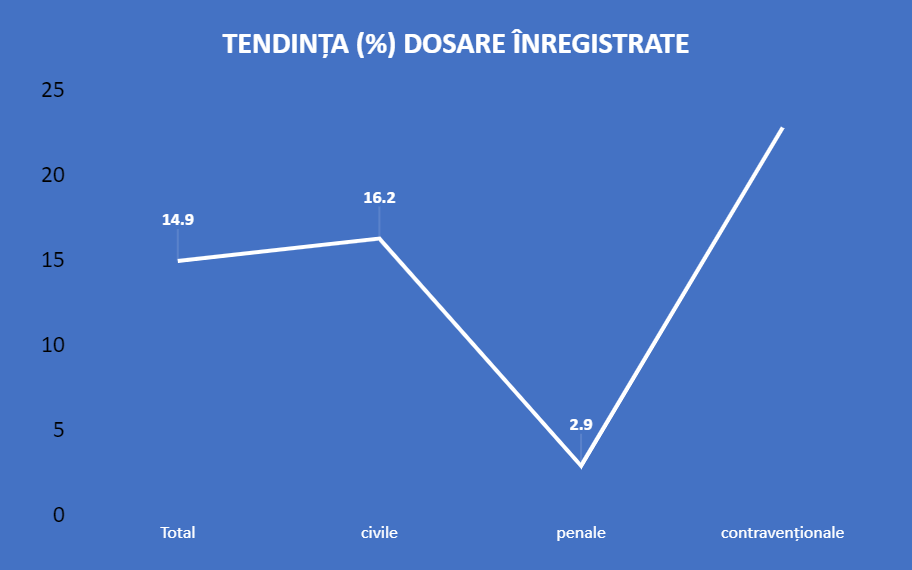 TENDINȚA (%) DOSARE ÎNREGISTRATE
25
20
15
10
5
0
14.9
16.2
2.9
Total
civile
penale
contravenționale